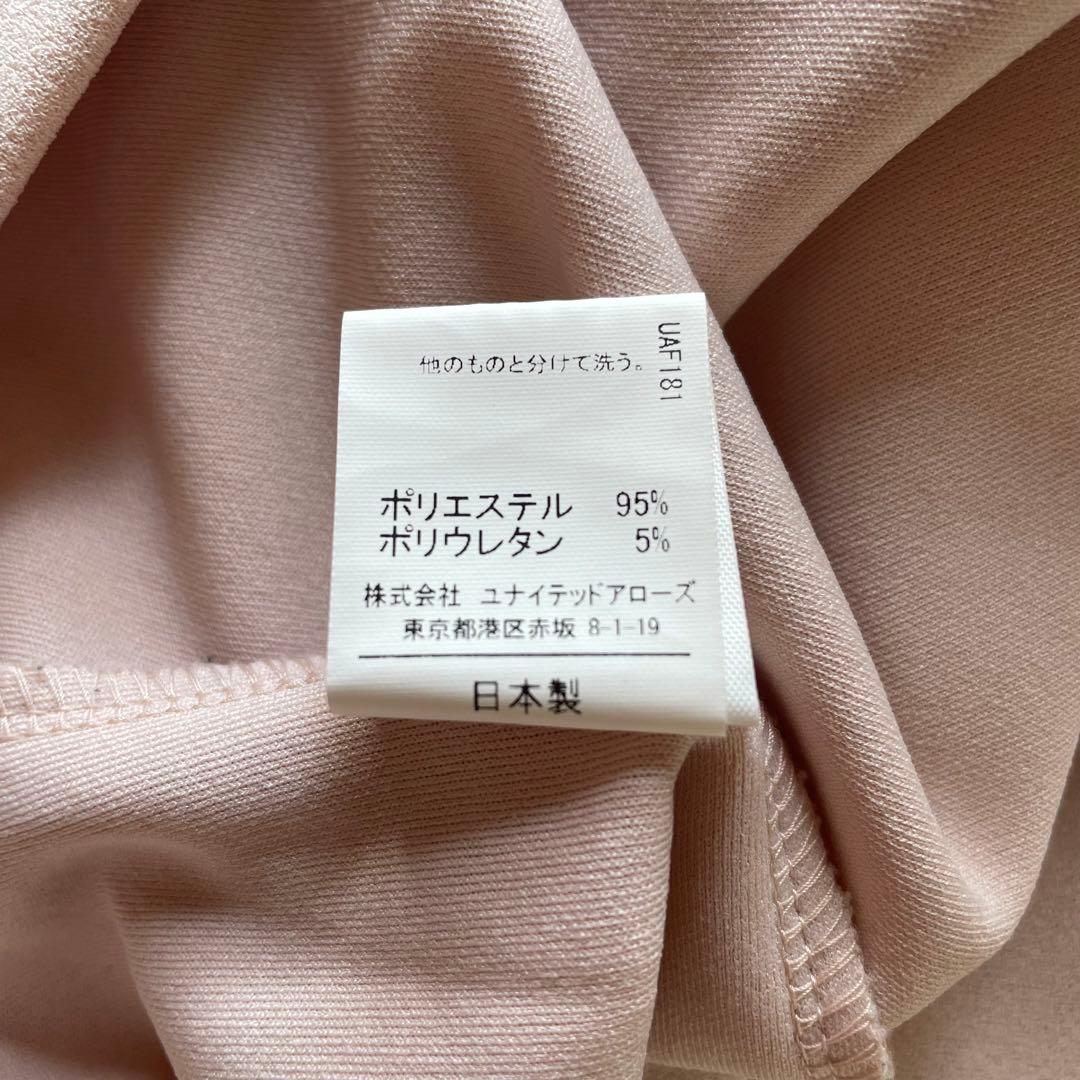 他のものと分けて洗う。
UAF181
ポリエステル 95%
ポリウレタン 5%
株式会社 ユナイテッドアローズ
東京都港区赤坂 8-1-19
日本製